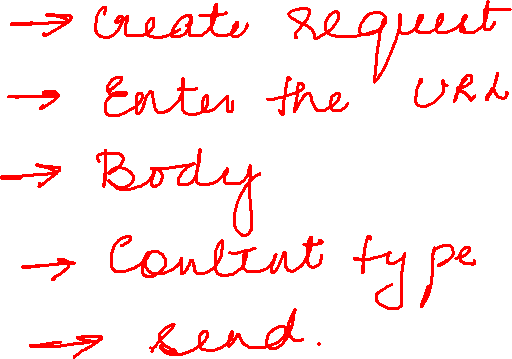 → Create request
→ Enter the URL
→ Body
→ Content type
→ send.